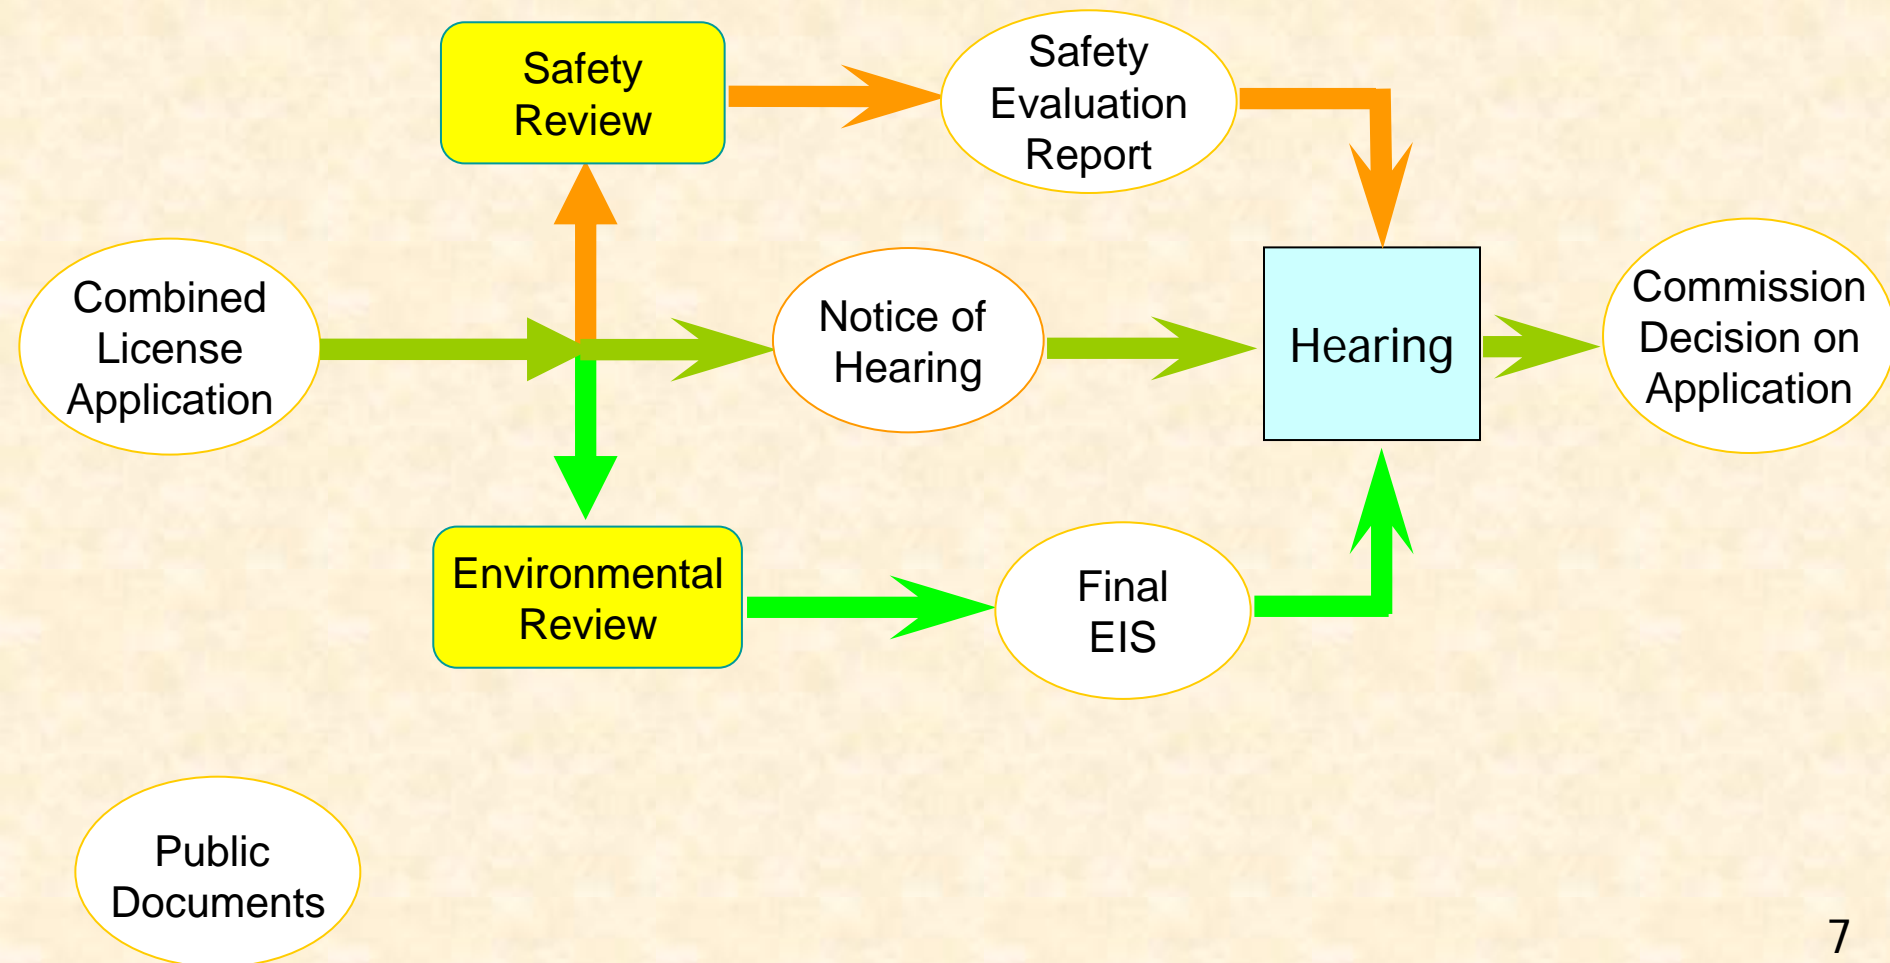 Safety
Review
Safety
Evaluation
Report
Combined
License
Application
Notice of
Hearing
Hearing
Commission
Decision on
Application
Environmental
Review
Final
EIS
Public
Documents
7